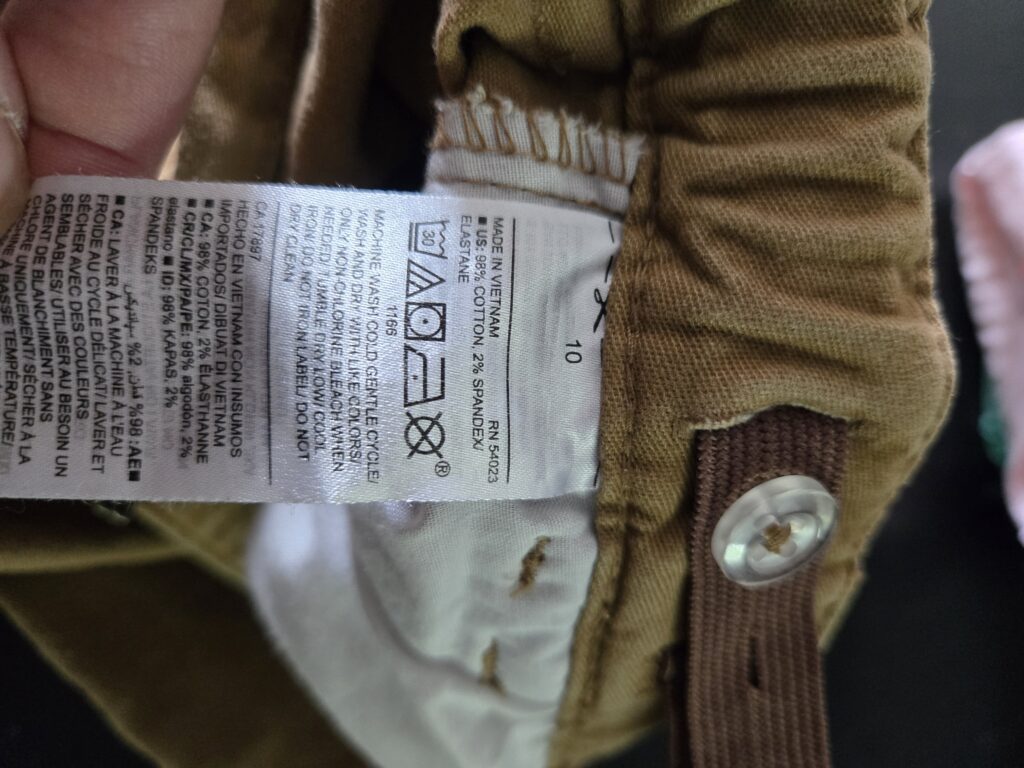 10
MADE IN VIETNAM RN 54023
■ US: 98% COTTON, 2% SPANDEX/
ELASTANE
30
®
1166
MACHINE WASH COLD GENTLE CYCLE/
WASH AND DRY WITH LIKE COLORS/
ONLY NON-CHLORINE BLEACH WHEN
NEEDED/ TUMBLE DRY LOW/ COOL
IRON/ DO NOT IRON LABEL/ DO NOT
DRY CLEAN
CA 17897
HECHO EN VIETNAM CON INSUMOS
IMPORTADOS/ DIBUAT DI VIETNAM
■ CA: 98% COTON, 2% ÉLASTHANNE
■ CR/CL/MX/PA/PE: 98% algodón, 2%
elastano ■ ID: 98% KAPAS, 2%
SPANDEKS
■AE: 98% قطن, 2%
■ CA: LAVER À LA MACHINE À L'EAU
FROIDE AU CYCLE DÉLICAT/ LAVER ET
SÉCHER AVEC DES COULEURS
SEMBLABLES/ UTILISER AU BESOIN UN
AGENT DE BLANCHIMENT SANS
CHLORE UNIQUEMENT/ SÉCHER À LA
À BASSE TEMPÉRATURE/